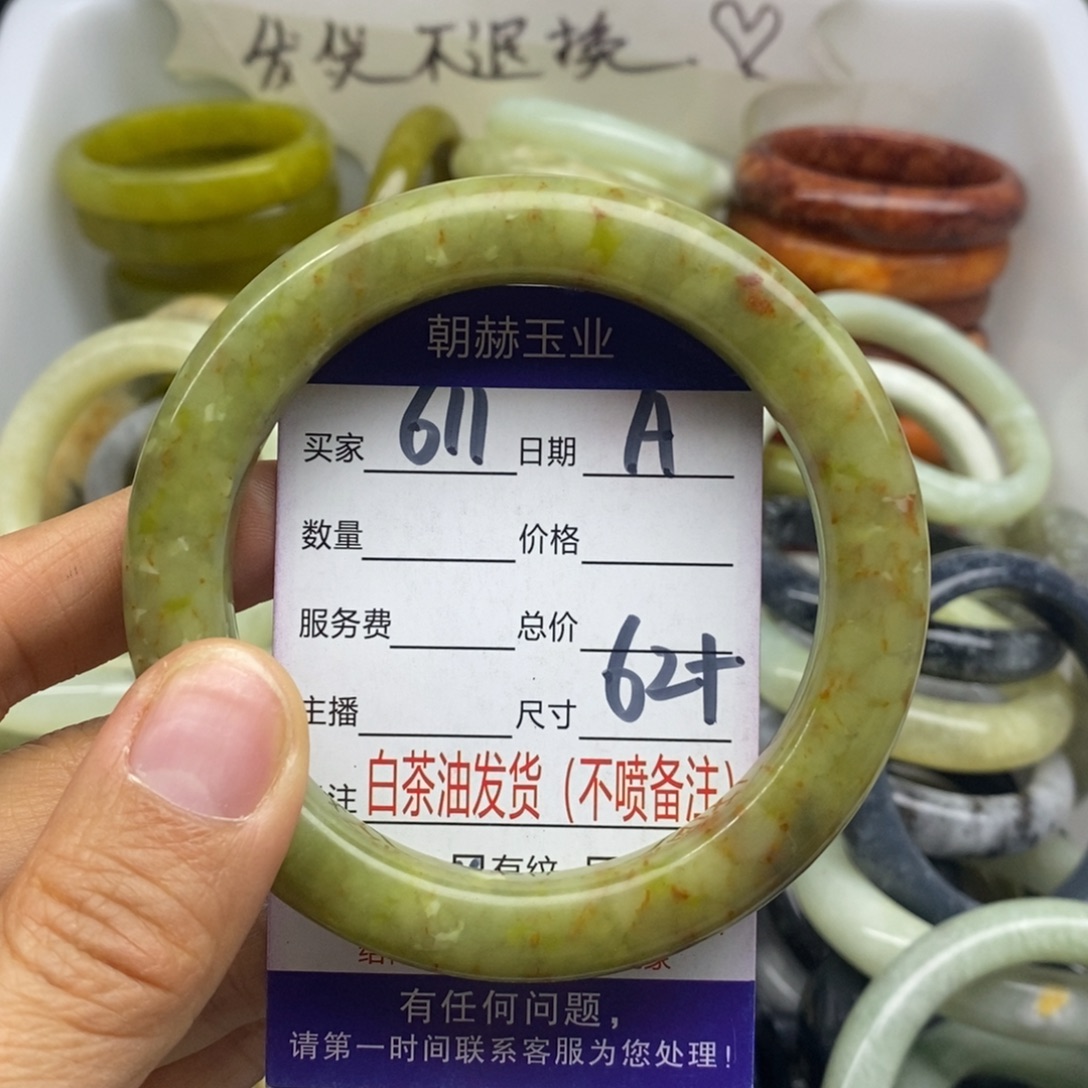 发货不退换.♡
朝赫玉业
买家 611 日期 A
数量 价格
服务费 总价
主播 尺寸 62+
注 白茶油发货（不喷备注）
☑有纹
有任何问题，
请第一时间联系客服为您处理！